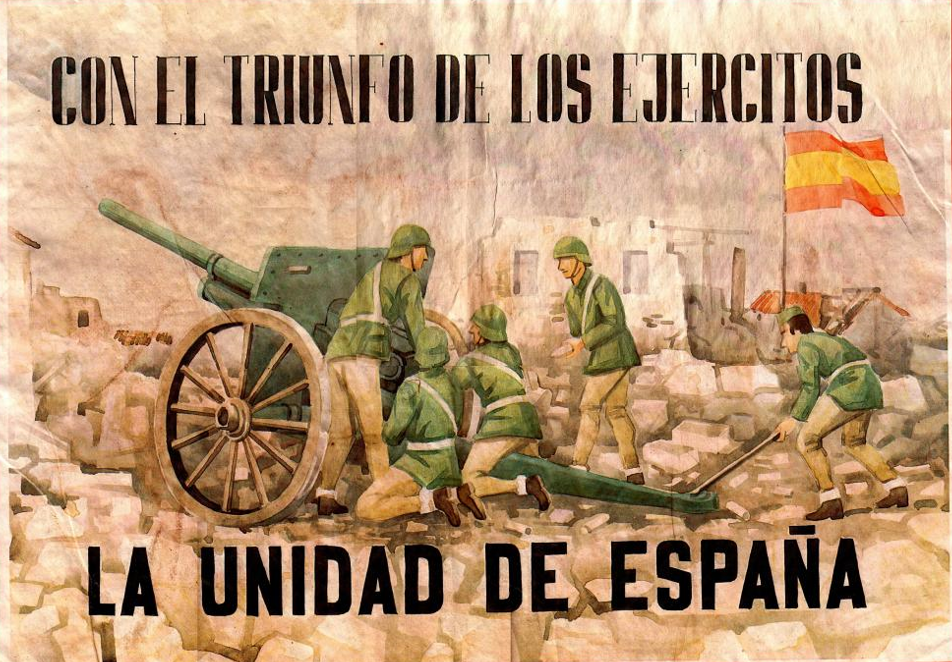 CON EL TRIUNFO DE LOS EJERCITOS
LA UNIDAD DE ESPAÑA